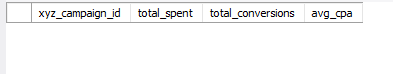 xyz_campaign_id total_spent total_conversions avg_cpa